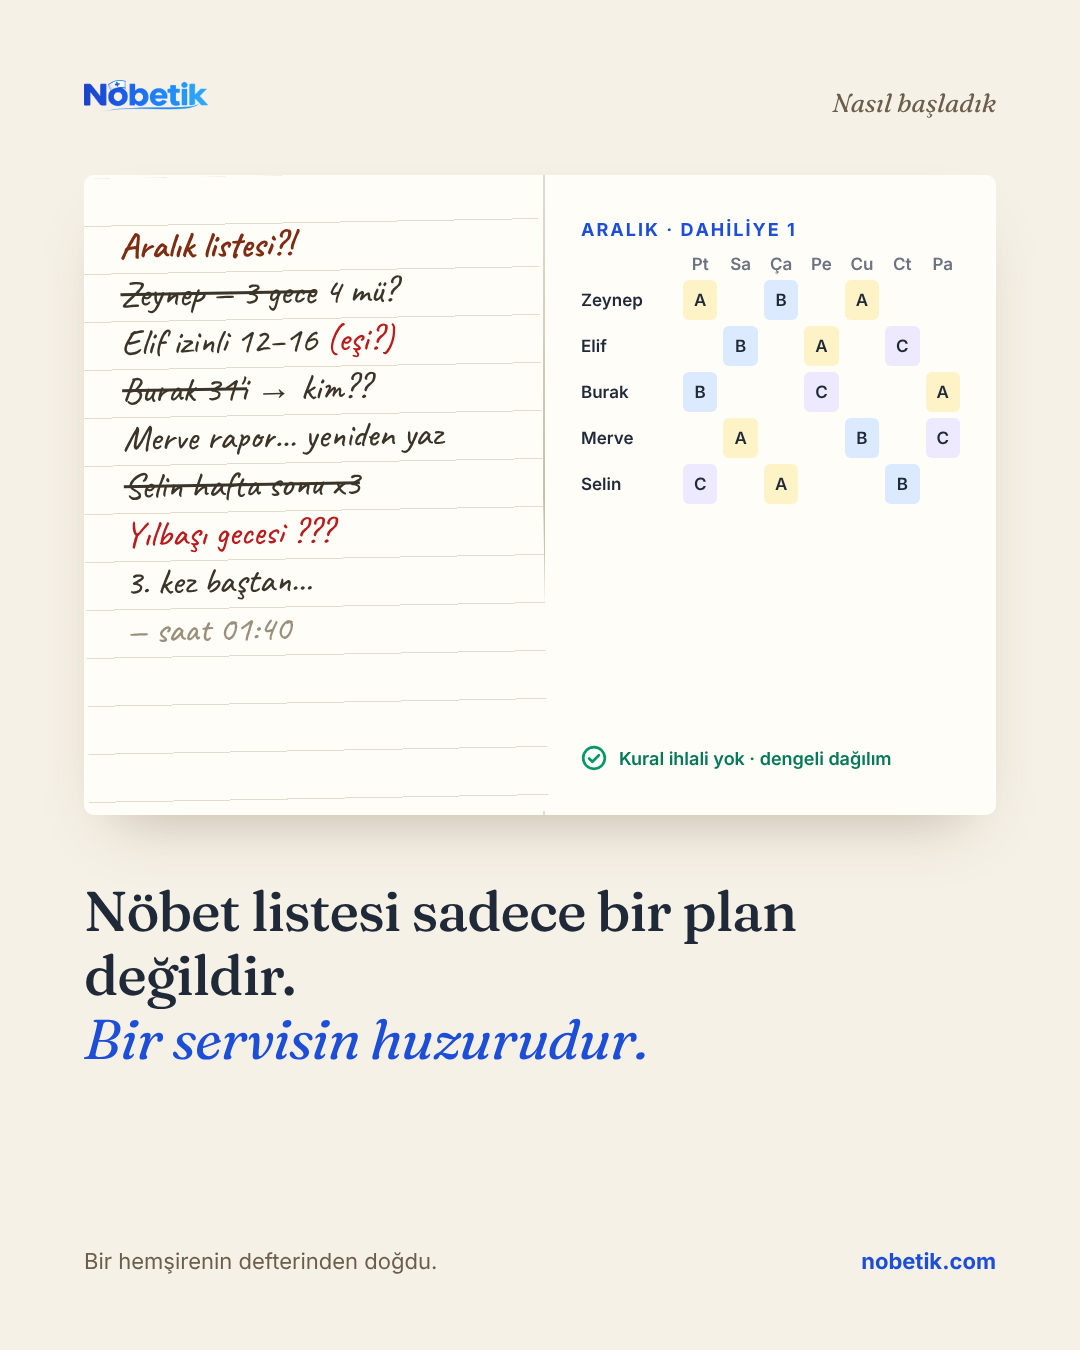 Nöbetik
Nasıl başladık
Aralık listesi?!
Zeynep — 3 gece 4 mü?
Elif izinli 12–16 (eşi?)
Burak 31'i → kim??
Merve rapor... yeniden yaz
Selin hafta sonu x3
Yılbaşı gecesi ???
3. kez baştan...
— saat 01:40
ARALIK · DAHİLİYE 1
Pt Sa Ça Pe Cu Ct Pa
Zeynep A B A
Elif B A C
Burak B C A
Merve A B C
Selin C A B
Kural ihlali yok · dengeli dağılım
Nöbet listesi sadece bir plan
değildir.
Bir servisin huzurudur.
Bir hemşirenin defterinden doğdu.
nobetik.com